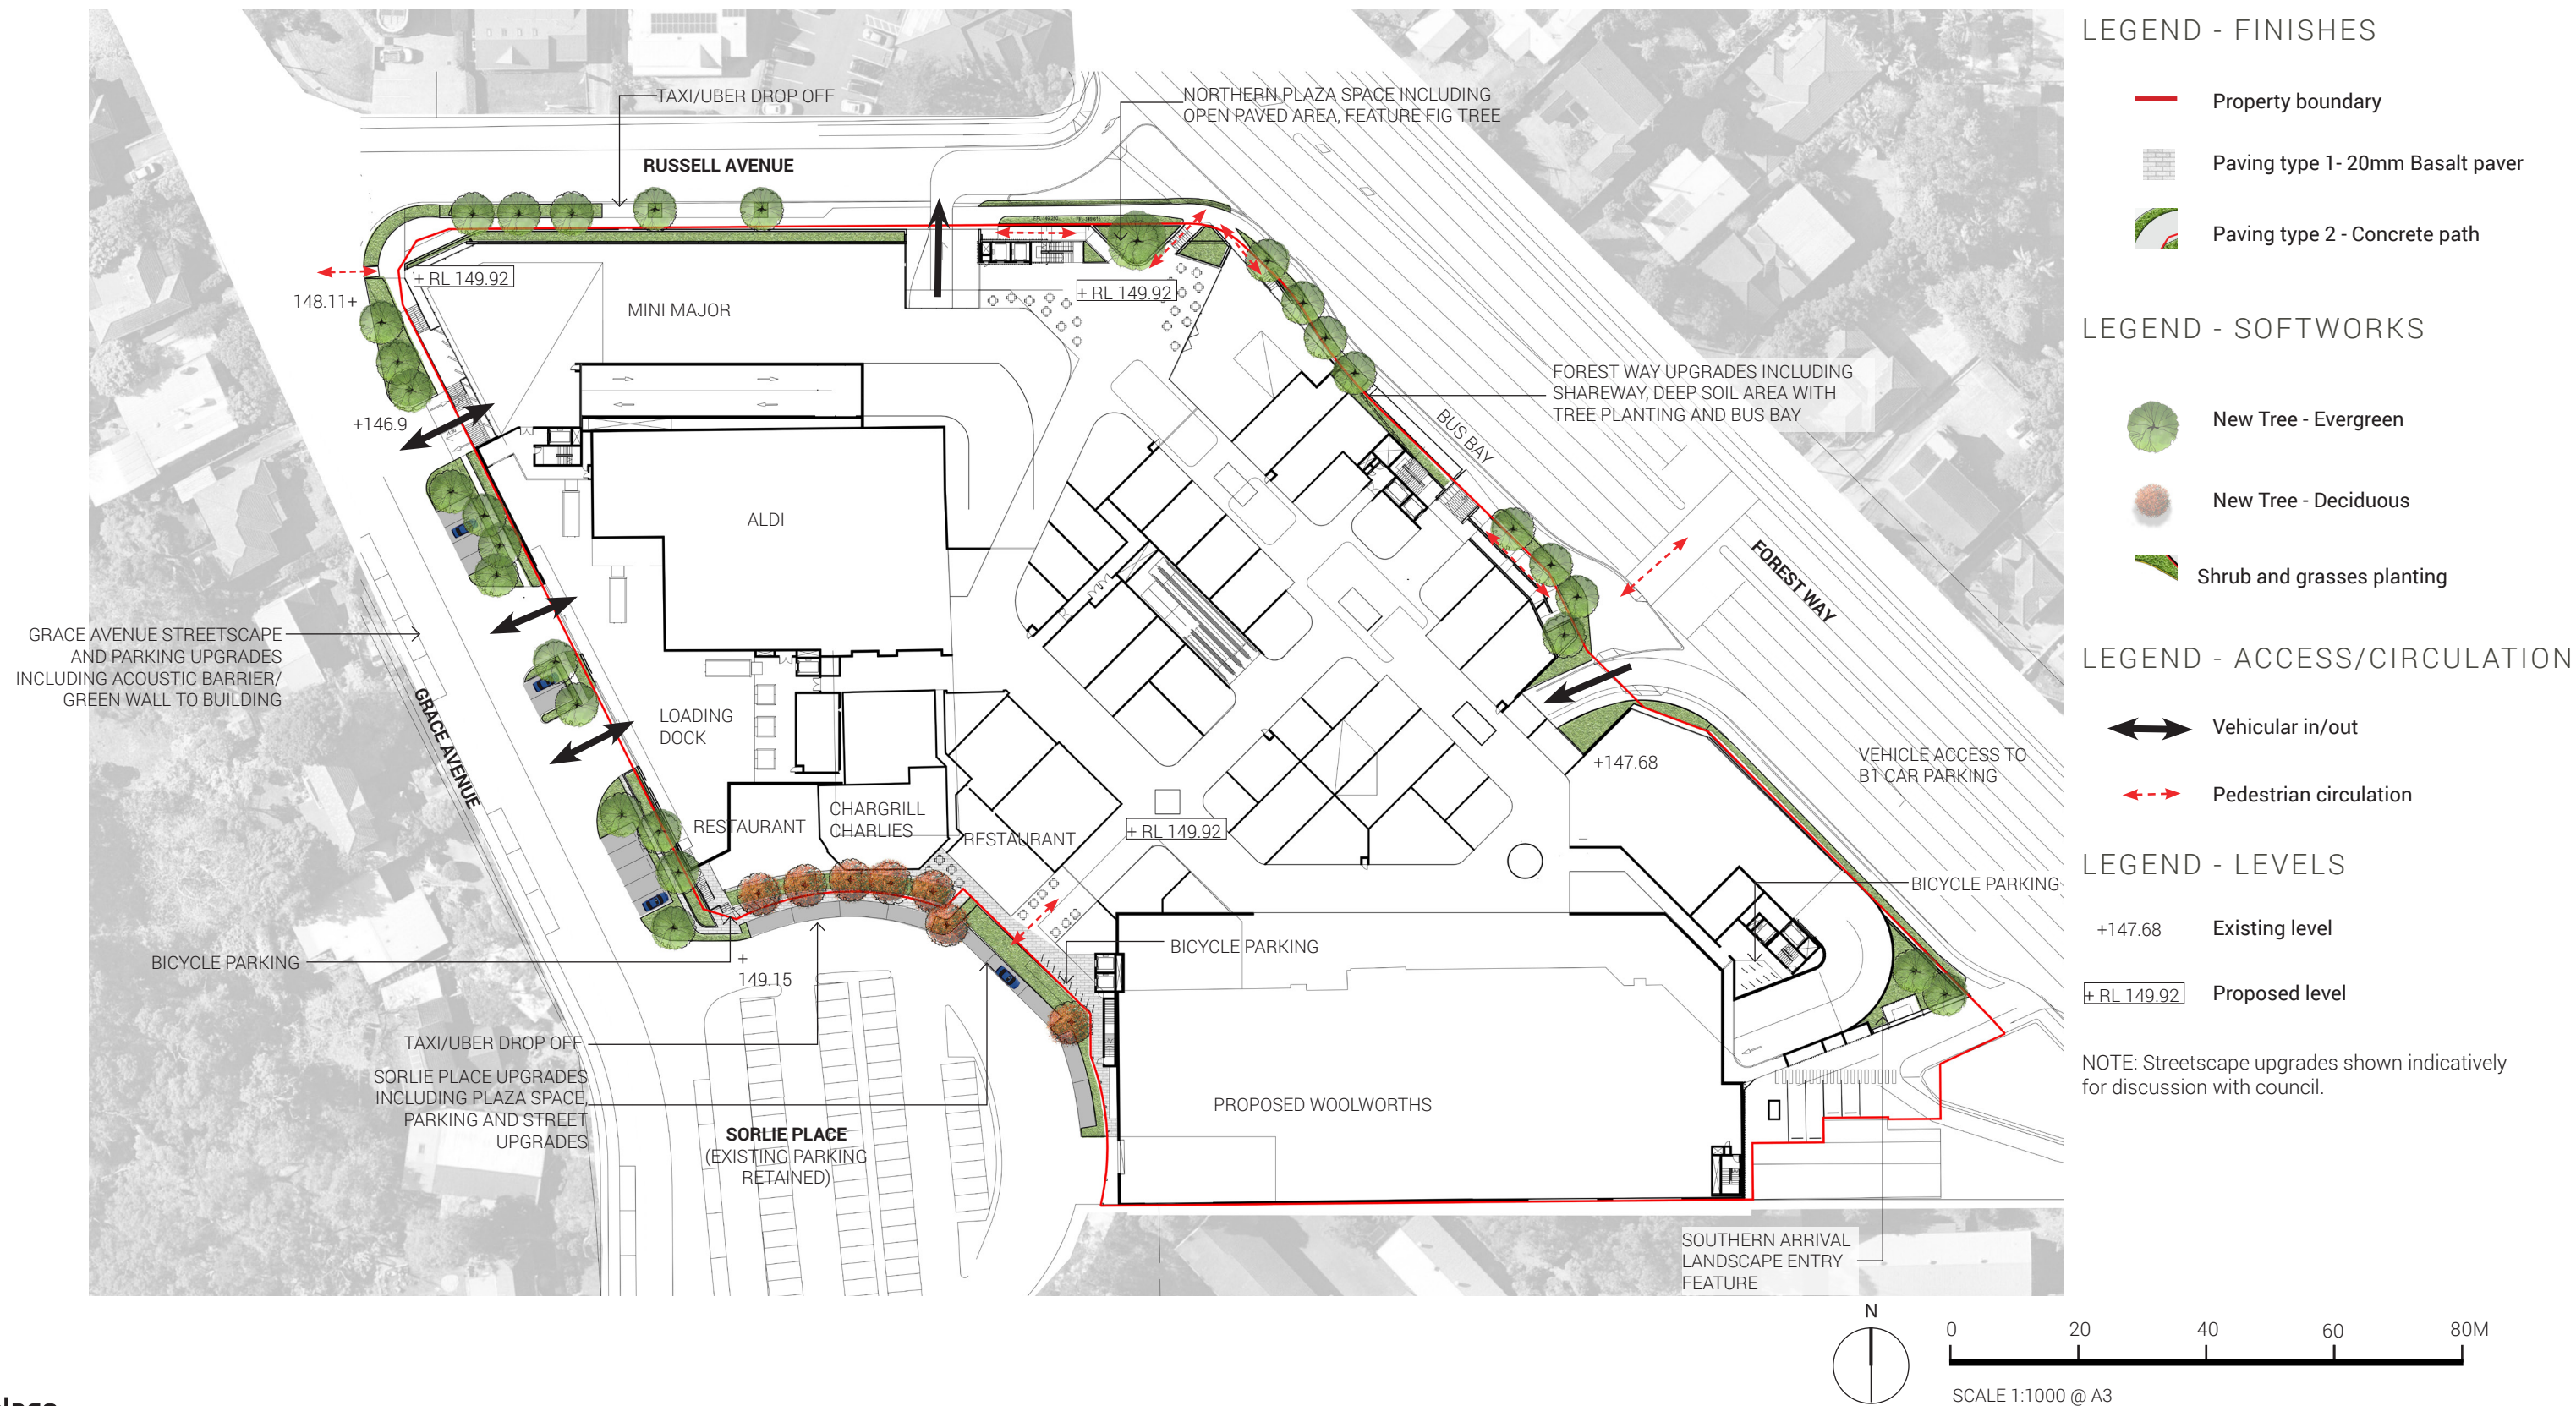 TAXI/UBER DROP OFF
NORTHERN PLAZA SPACE INCLUDING
OPEN PAVED AREA, FEATURE FIG TREE
RUSSELL AVENUE
+ RL 149.92
148.11+
MINI MAJOR
+ RL 149.92
+146.9
FOREST WAY UPGRADES INCLUDING
SHAREWAY, DEEP SOIL AREA WITH
TREE PLANTING AND BUS BAY
BUS BAY
ALDI
FOREST WAY
GRACE AVENUE STREETSCAPE
AND PARKING UPGRADES
INCLUDING ACOUSTIC BARRIER/
GREEN WALL TO BUILDING
GRACE AVENUE
LOADING
DOCK
+147.68
VEHICLE ACCESS TO
B1 CAR PARKING
RESTAURANT
CHARGRILL
CHARLIES
RESTAURANT
+ RL 149.92
BICYCLE PARKING
BICYCLE PARKING
BICYCLE PARKING
+
149.15
TAXI/UBER DROP OFF
SORLIE PLACE UPGRADES
INCLUDING PLAZA SPACE,
PARKING AND STREET
UPGRADES
SORLIE PLACE
(EXISTING PARKING
RETAINED)
PROPOSED WOOLWORTHS
SOUTHERN ARRIVAL
LANDSCAPE ENTRY
FEATURE
LEGEND - FINISHES
Property boundary
Paving type 1- 20mm Basalt paver
Paving type 2 - Concrete path
LEGEND - SOFTWORKS
New Tree - Evergreen
New Tree - Deciduous
Shrub and grasses planting
LEGEND - ACCESS/CIRCULATION
Vehicular in/out
Pedestrian circulation
LEGEND - LEVELS
+147.68 Existing level
+ RL 149.92 Proposed level
NOTE: Streetscape upgrades shown indicatively
for discussion with council.
N
0 20 40 60 80M
SCALE 1:1000 @ A3